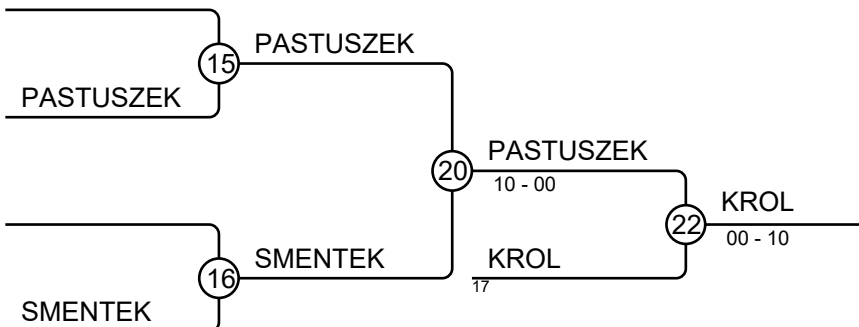 PASTUSZEK
15
PASTUSZEK
PASTUSZEK
20
10 - 00
KROL
22
00 - 10
SMENTEK
KROL
16
17
SMENTEK